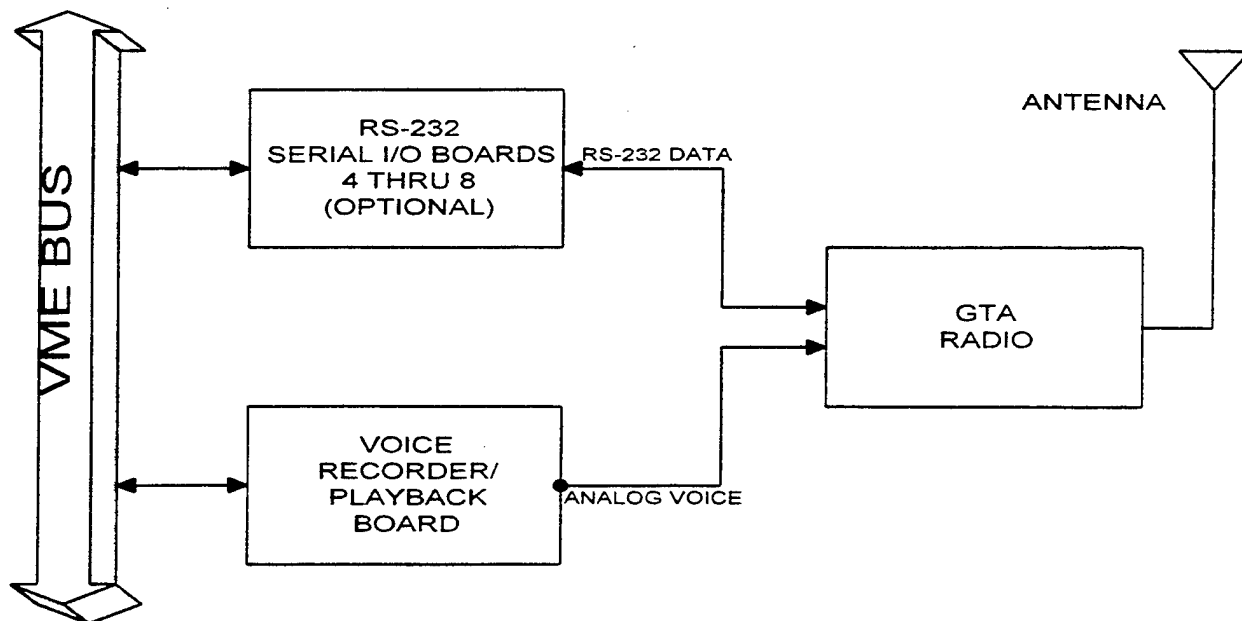 VME BUS
RS-232
SERIAL I/O BOARDS
4 THRU 8
(OPTIONAL)
RS-232 DATA
ANTENNA
GTA
RADIO
VOICE
RECORDER/
PLAYBACK
BOARD
ANALOG VOICE